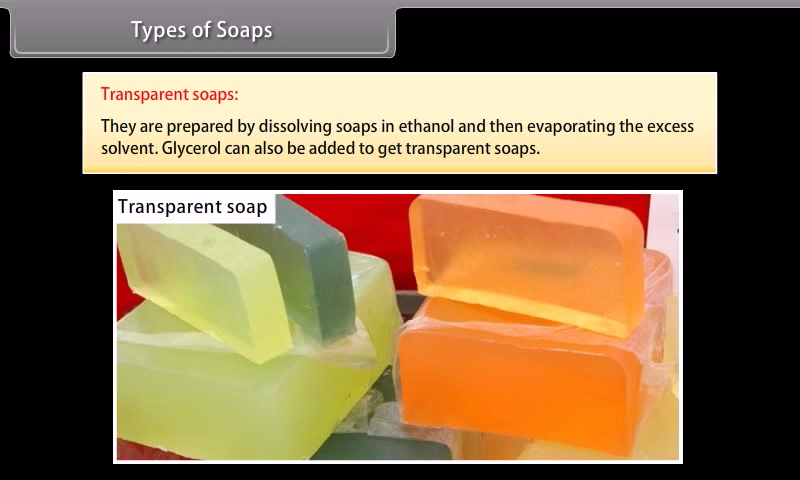 Types of Soaps
Transparent soaps:
They are prepared by dissolving soaps in ethanol and then evaporating the excess
solvent. Glycerol can also be added to get transparent soaps.
Transparent soap